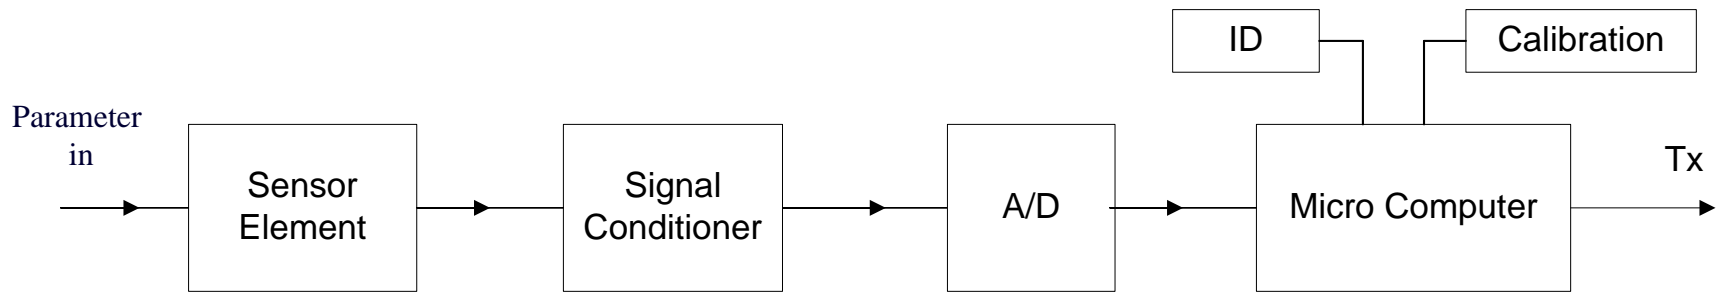 ID
Calibration
Parameter
in
Sensor
Element
Signal
Conditioner
A/D
Micro Computer
Tx